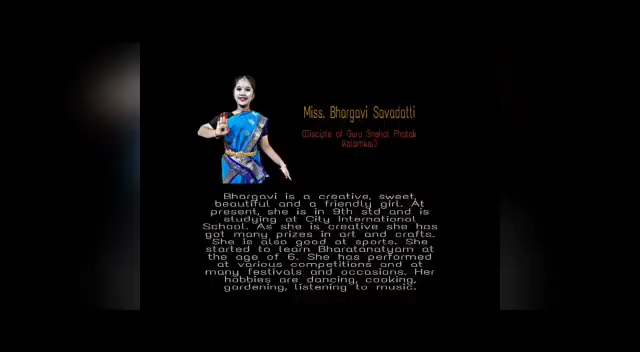 Miss. Bhargavi Savadatti
(Disciple of Guru Snehal Phatak
Kalamkar)
Bhargavi is a creative, sweet,
beautiful and a friendly girl. At
present, she is in 9th std and is
studying at City International
School. As she is creative she has
got many prizes in art and crafts.
She is also good at sports. She
started to learn Bharatanatyam at
the age of 6. She has performed
at various competitions and at
many festivals and occasions. Her
hobbies are dancing, cooking,
gardening, listening to music.